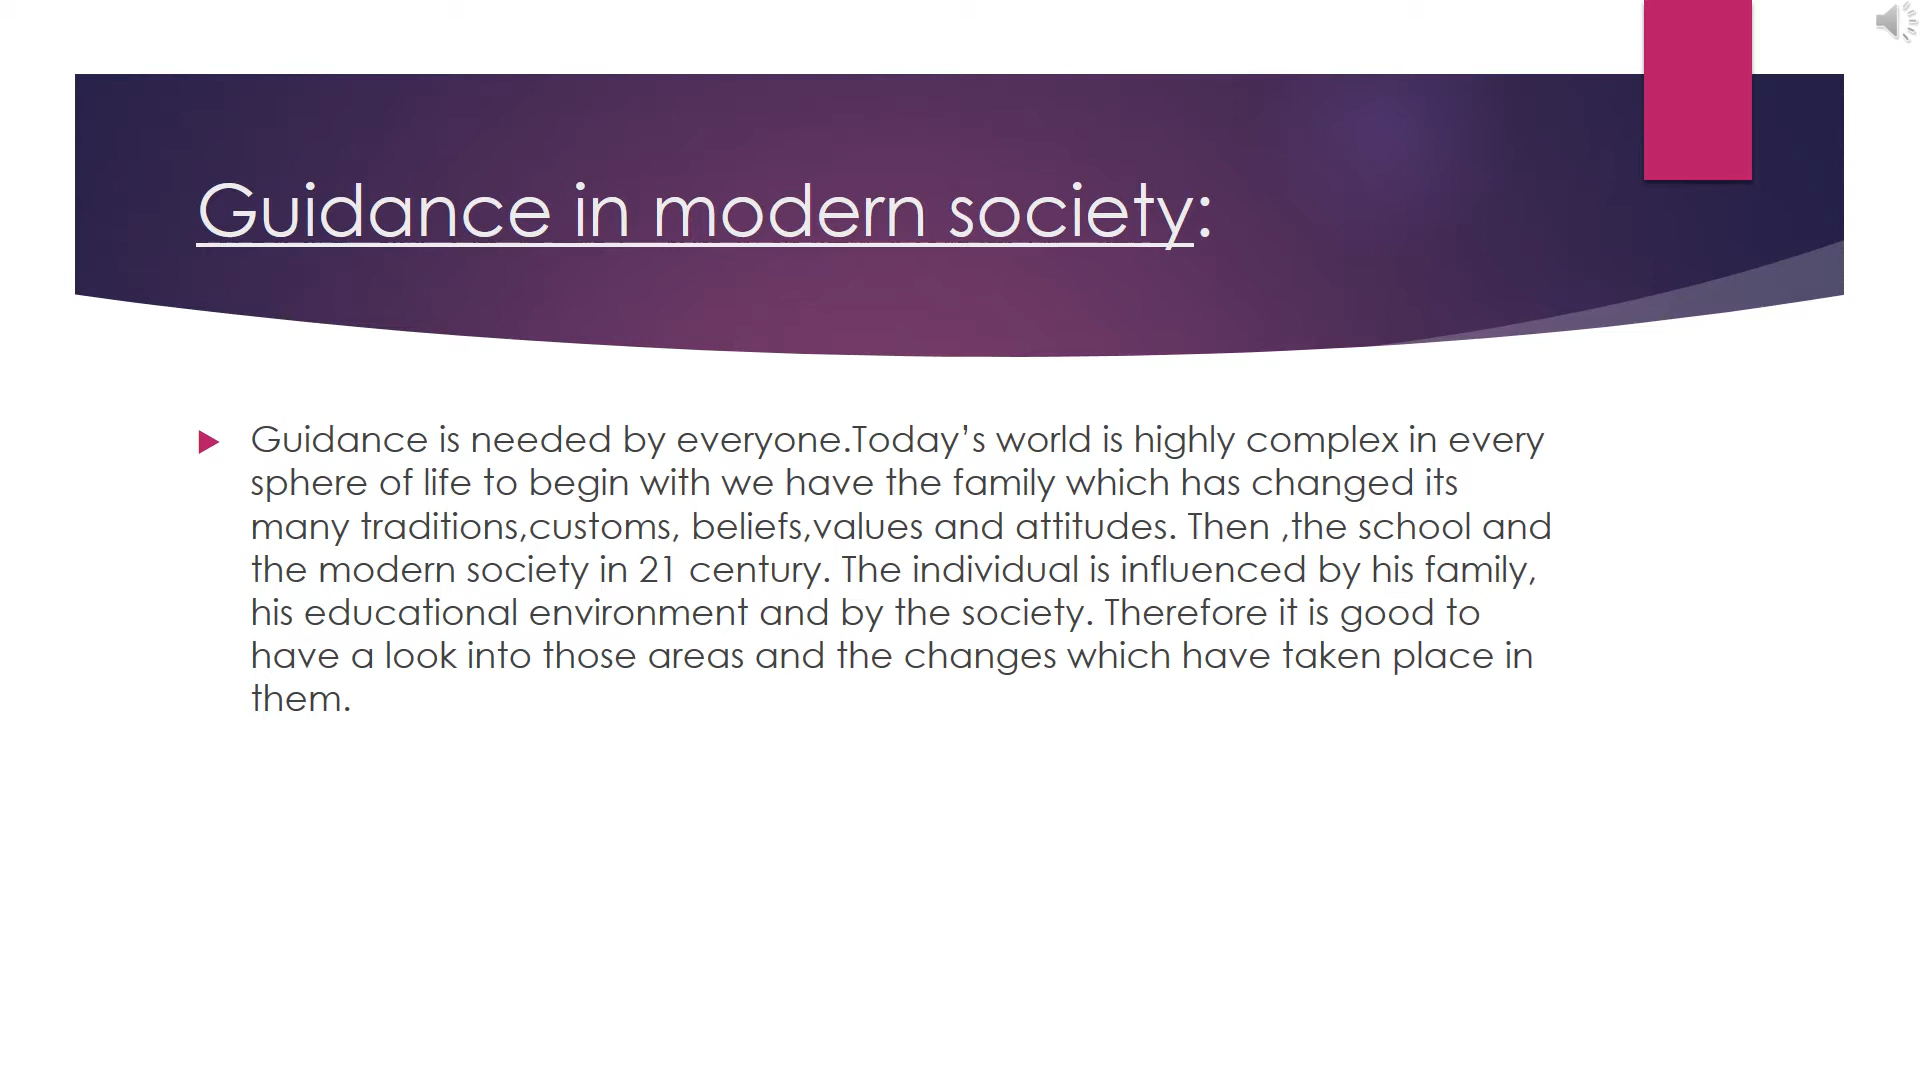 Guidance in modern society:
Guidance is needed by everyone.Today’s world is highly complex in every
sphere of life to begin with we have the family which has changed its
many traditions,customs, beliefs,values and attitudes. Then ,the school and
the modern society in 21 century. The individual is influenced by his family,
his educational environment and by the society. Therefore it is good to
have a look into those areas and the changes which have taken place in
them.